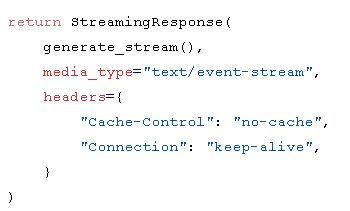 return StreamingResponse(
    generate_stream(),
    media_type="text/event-stream",
    headers={
        "Cache-Control": "no-cache",
        "Connection": "keep-alive",
    }
)